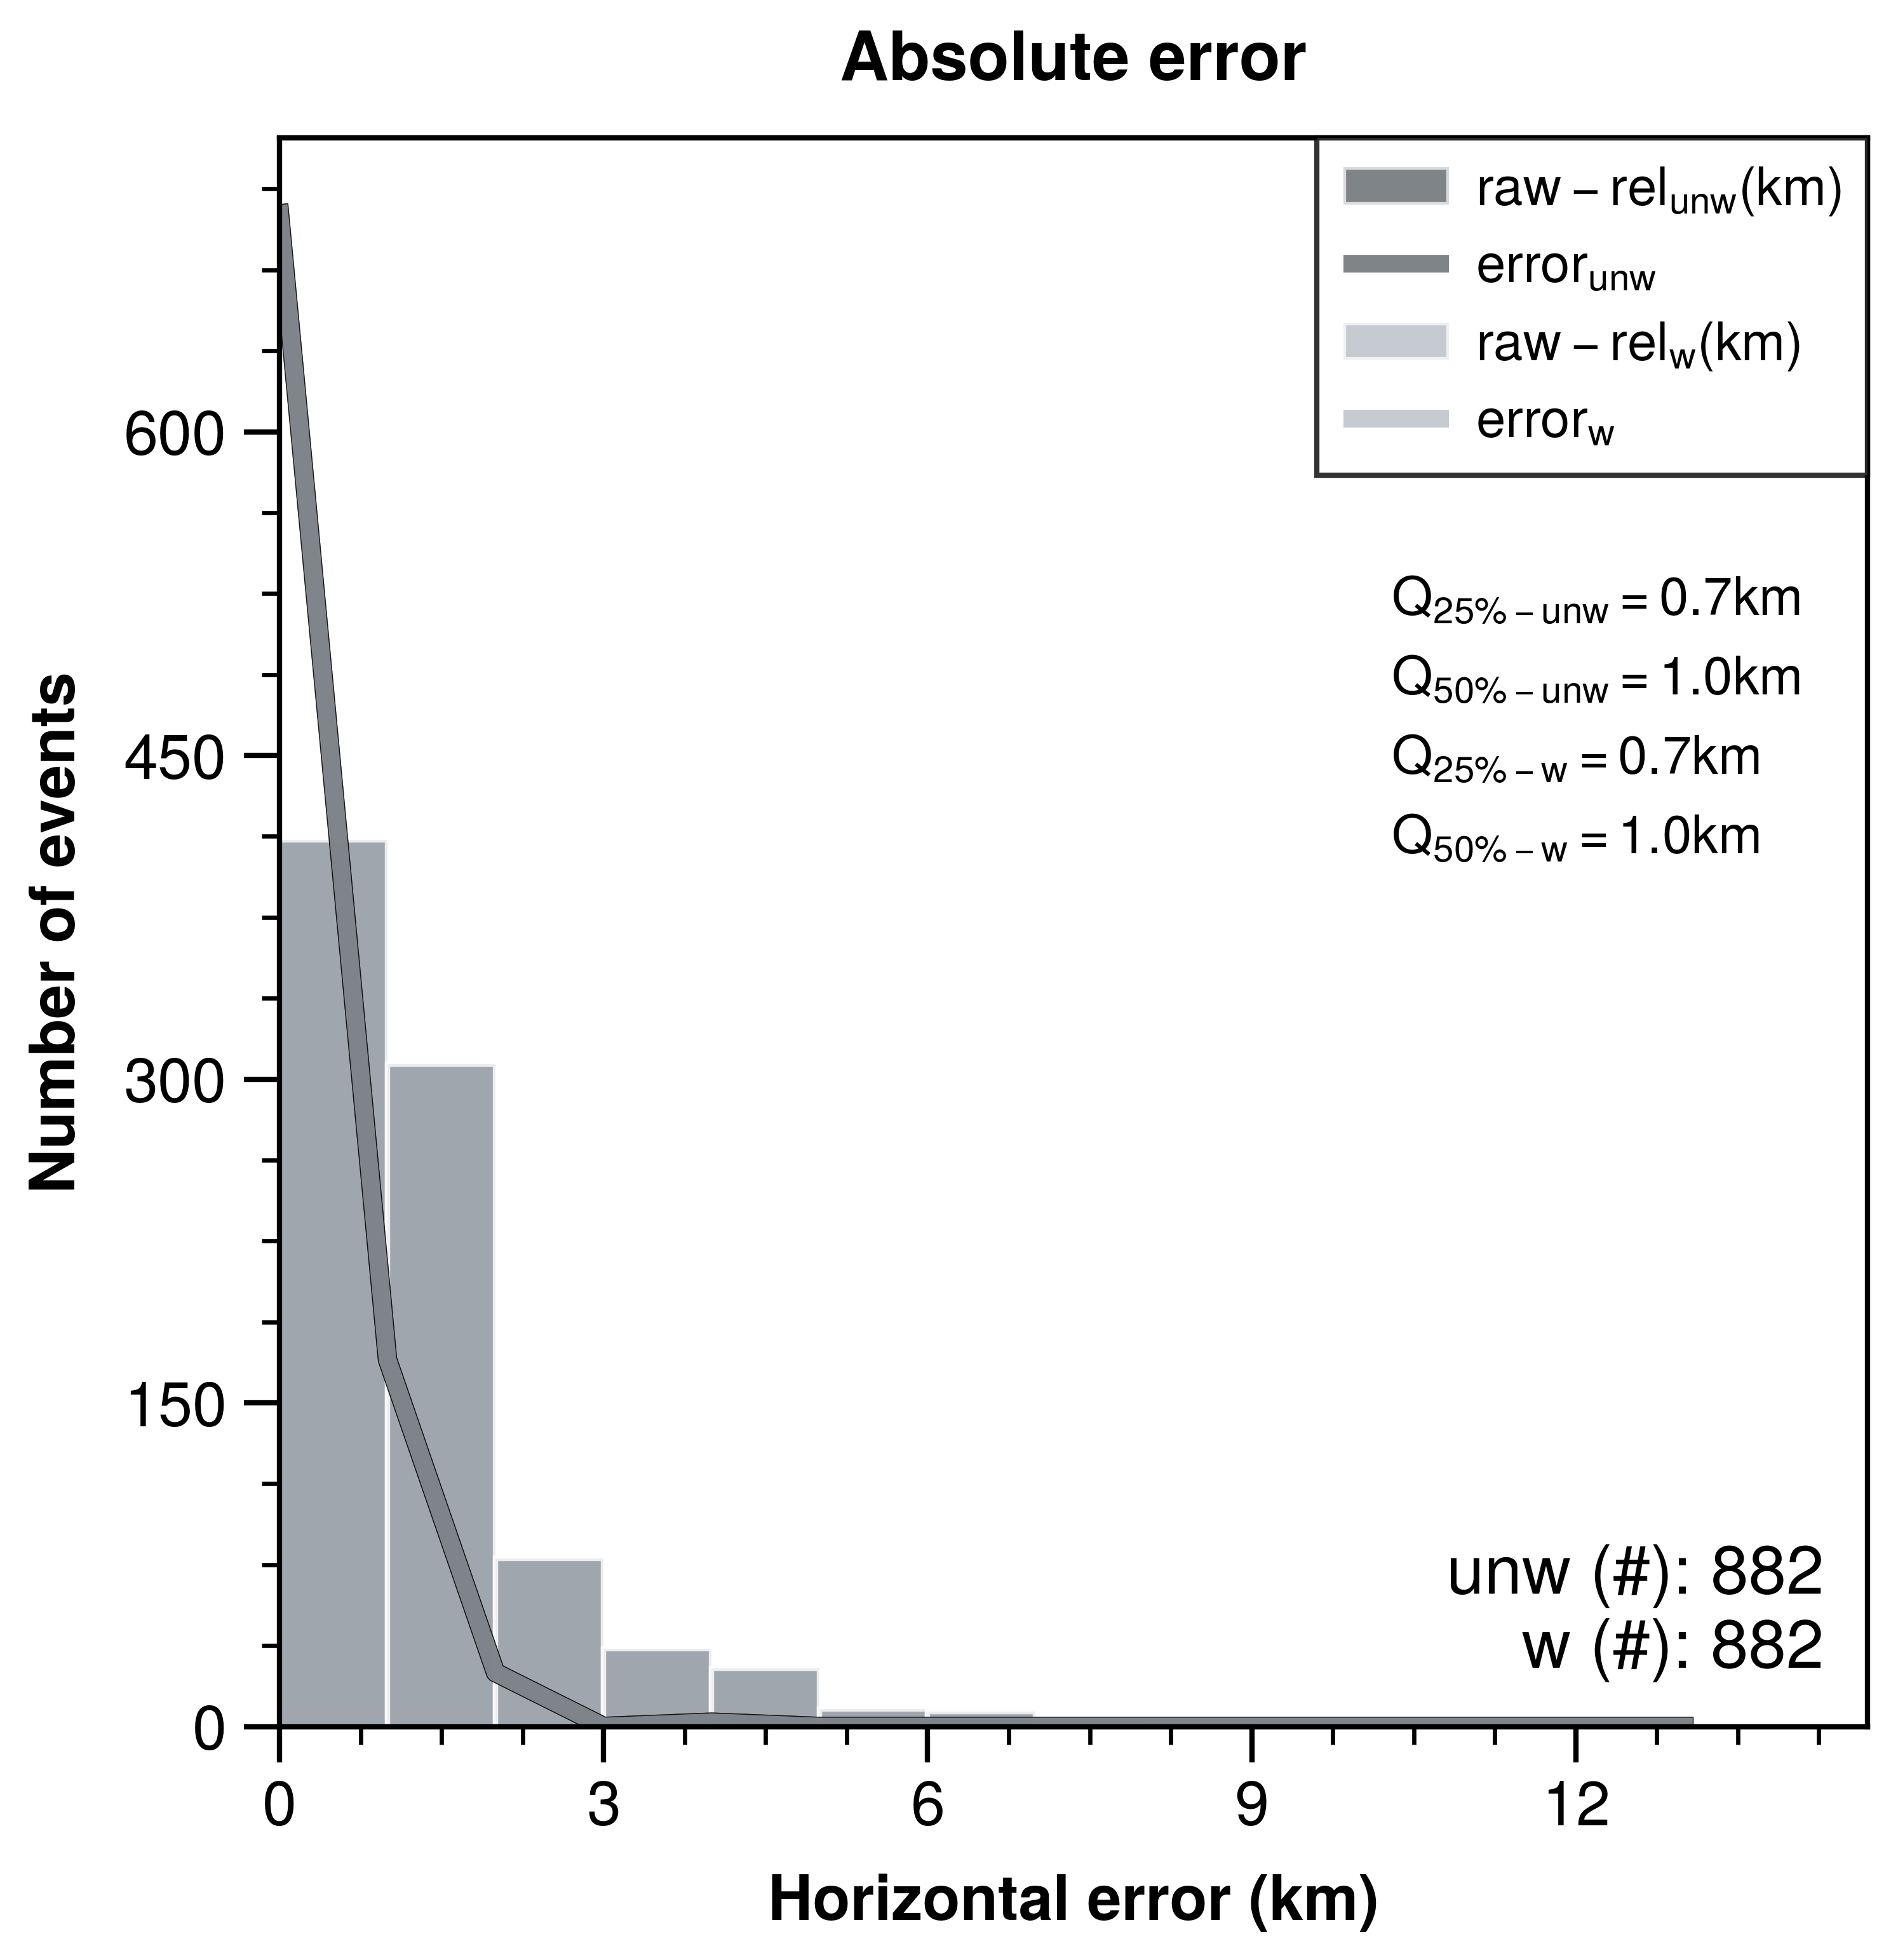 Absolute error
raw – rel_unw(km)
error_unw
raw – rel_w(km)
error_w
Q_25% – unw = 0.7km
Q_50% – unw = 1.0km
Q_25% – w = 0.7km
Q_50% – w = 1.0km
600
450
300
150
0
Number of events
unw (#): 882
w (#): 882
0 3 6 9 12
Horizontal error (km)